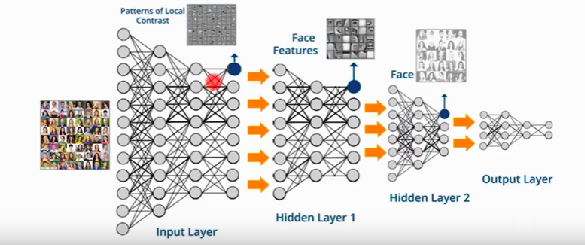 Patterns of Local
Contrast
Face
Features
Face
Input Layer
Hidden Layer 1
Hidden Layer 2
Output Layer